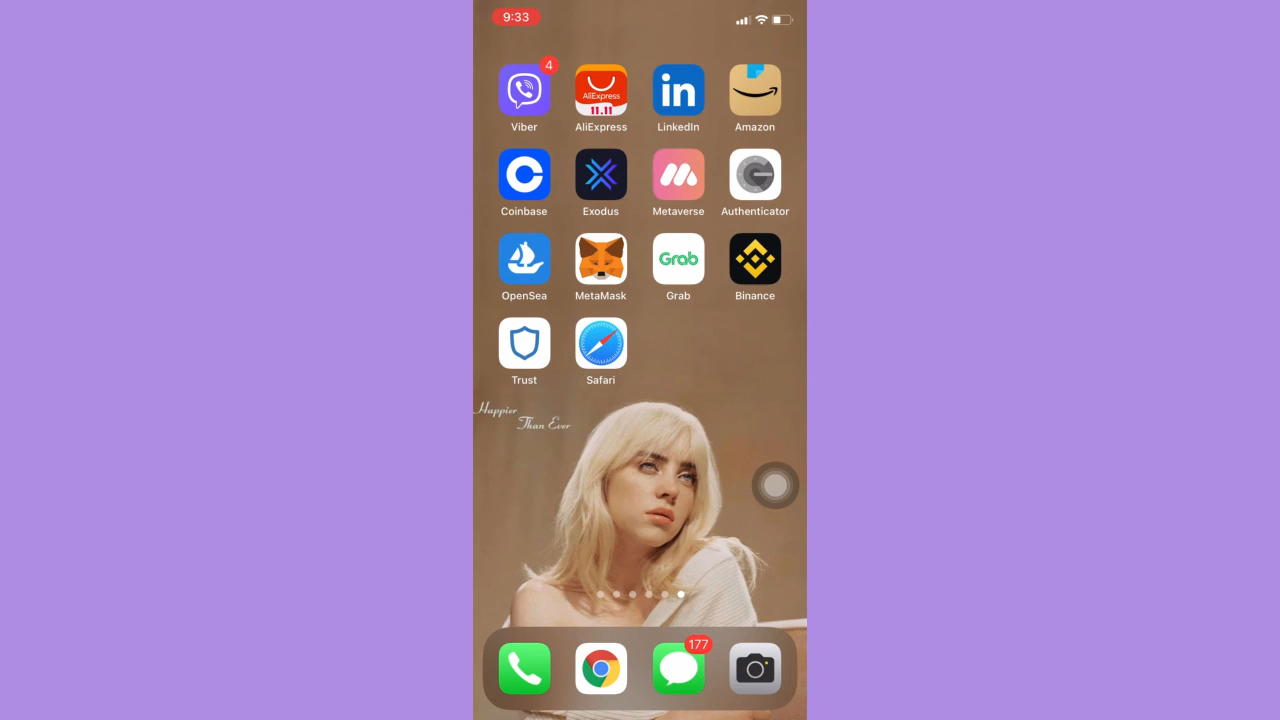 9:33
4
AliExpress
11.11
in
Viber
AliExpress
LinkedIn
Amazon
Coinbase
Exodus
Metaverse
Authenticator
Grab
OpenSea
MetaMask
Grab
Binance
Trust
Safari
Happier
Than Ever
177